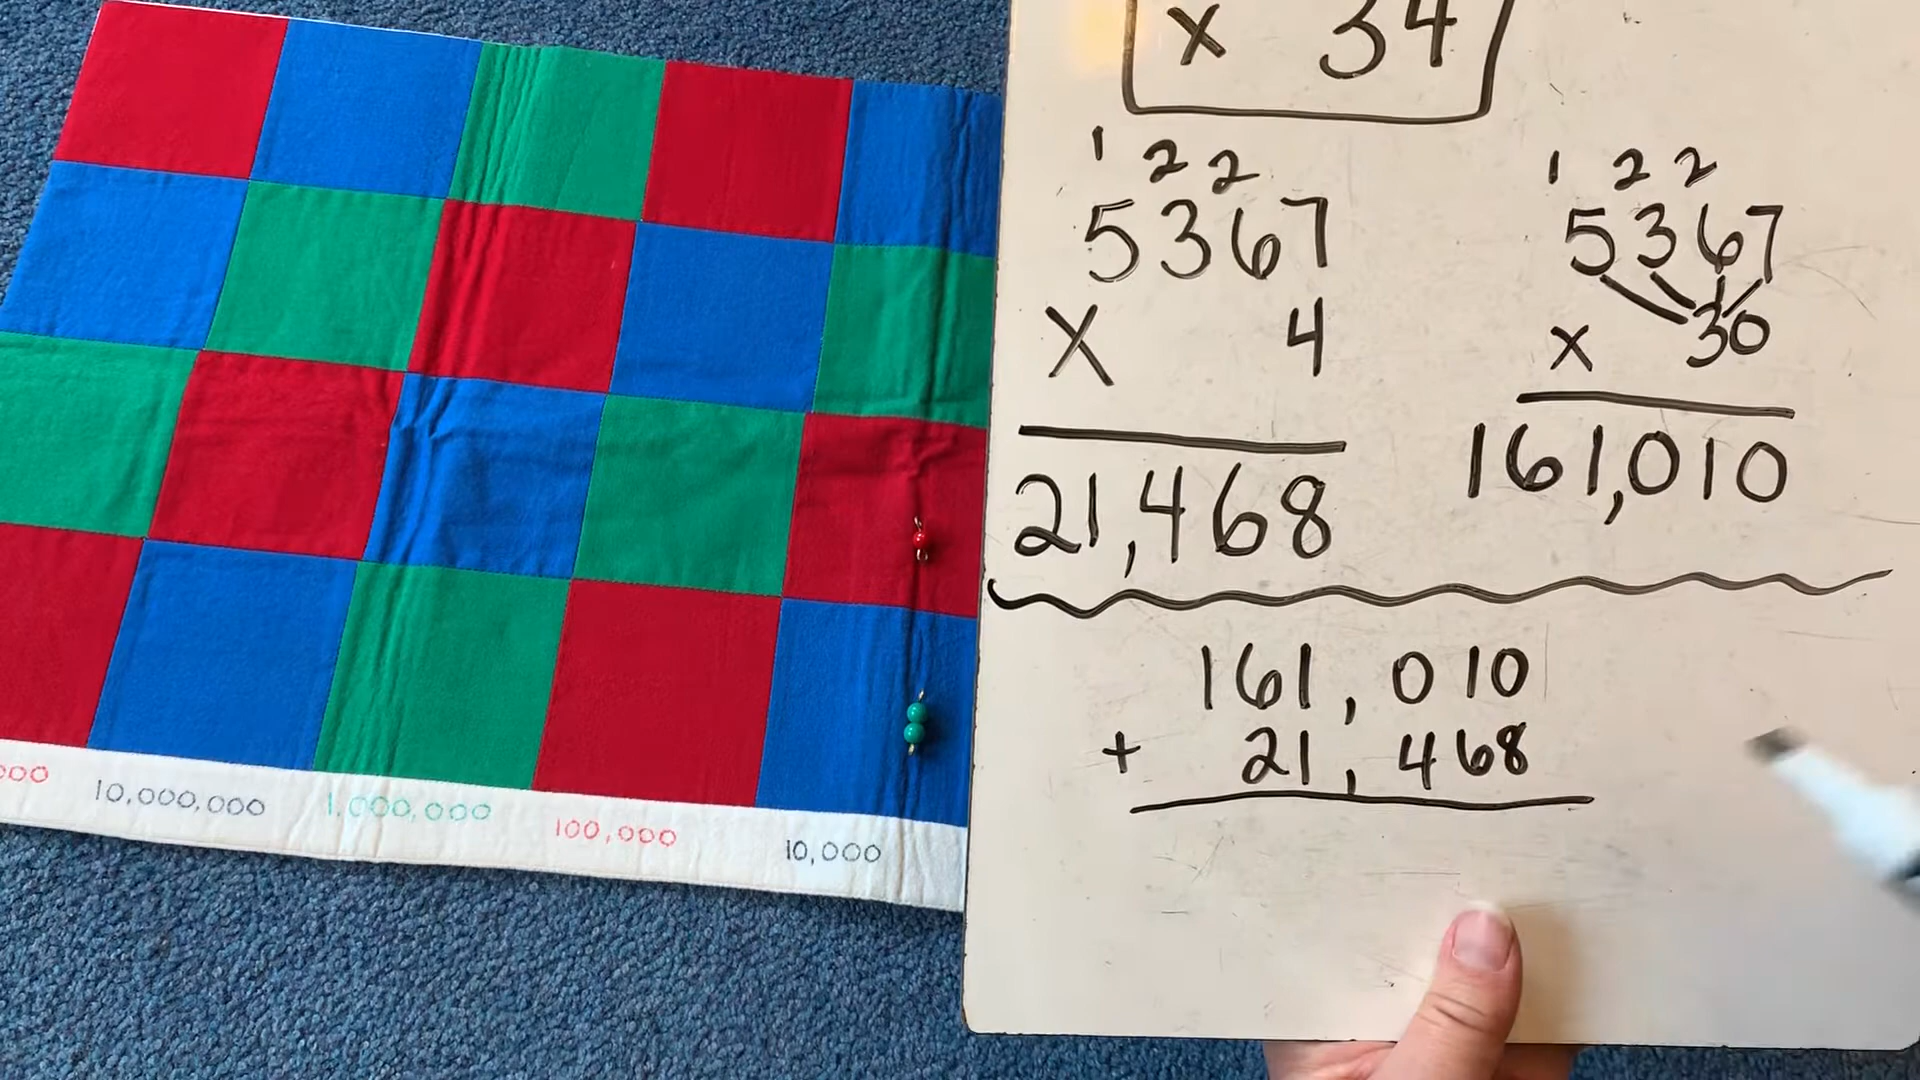 x 34
1 2 2
5367
x 4
21,468
1 2 2
5367
x 30
161,010
161,010
+ 21,468
000 10,000,000 1,000,000 100,000 10,000